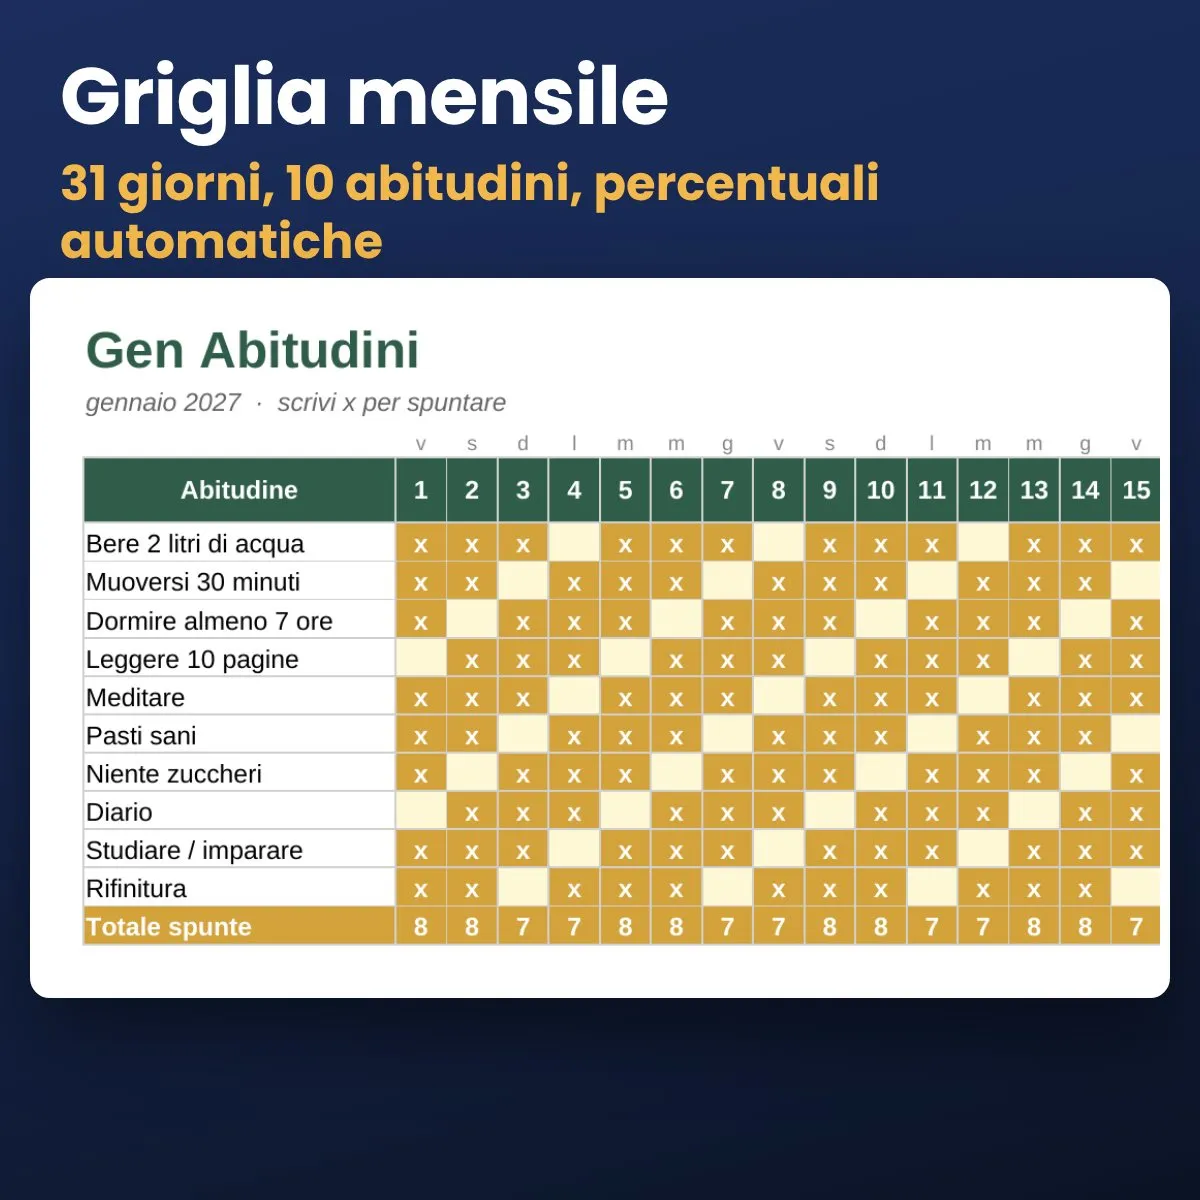 Griglia mensile
31 giorni, 10 abitudini, percentuali
automatiche
Gen Abitudini
gennaio 2027 · scrivi x per spuntare
v s d l m m g v s d l m m g v
Abitudine 1 2 3 4 5 6 7 8 9 10 11 12 13 14 15
Bere 2 litri di acqua x x x x x x x x x x x x
Muoversi 30 minuti x x x x x x x x x x x
Dormire almeno 7 ore x x x x x x x x x x x
Leggere 10 pagine x x x x x x x x x x x
Meditare x x x x x x x x x x x x
Pasti sani x x x x x x x x x x x
Niente zuccheri x x x x x x x x x x x
Diario x x x x x x x x x x x
Studiare / imparare x x x x x x x x x x x x
Rifinitura x x x x x x x x x x x
Totale spunte 8 8 7 7 8 8 7 7 8 8 7 7 8 8 7